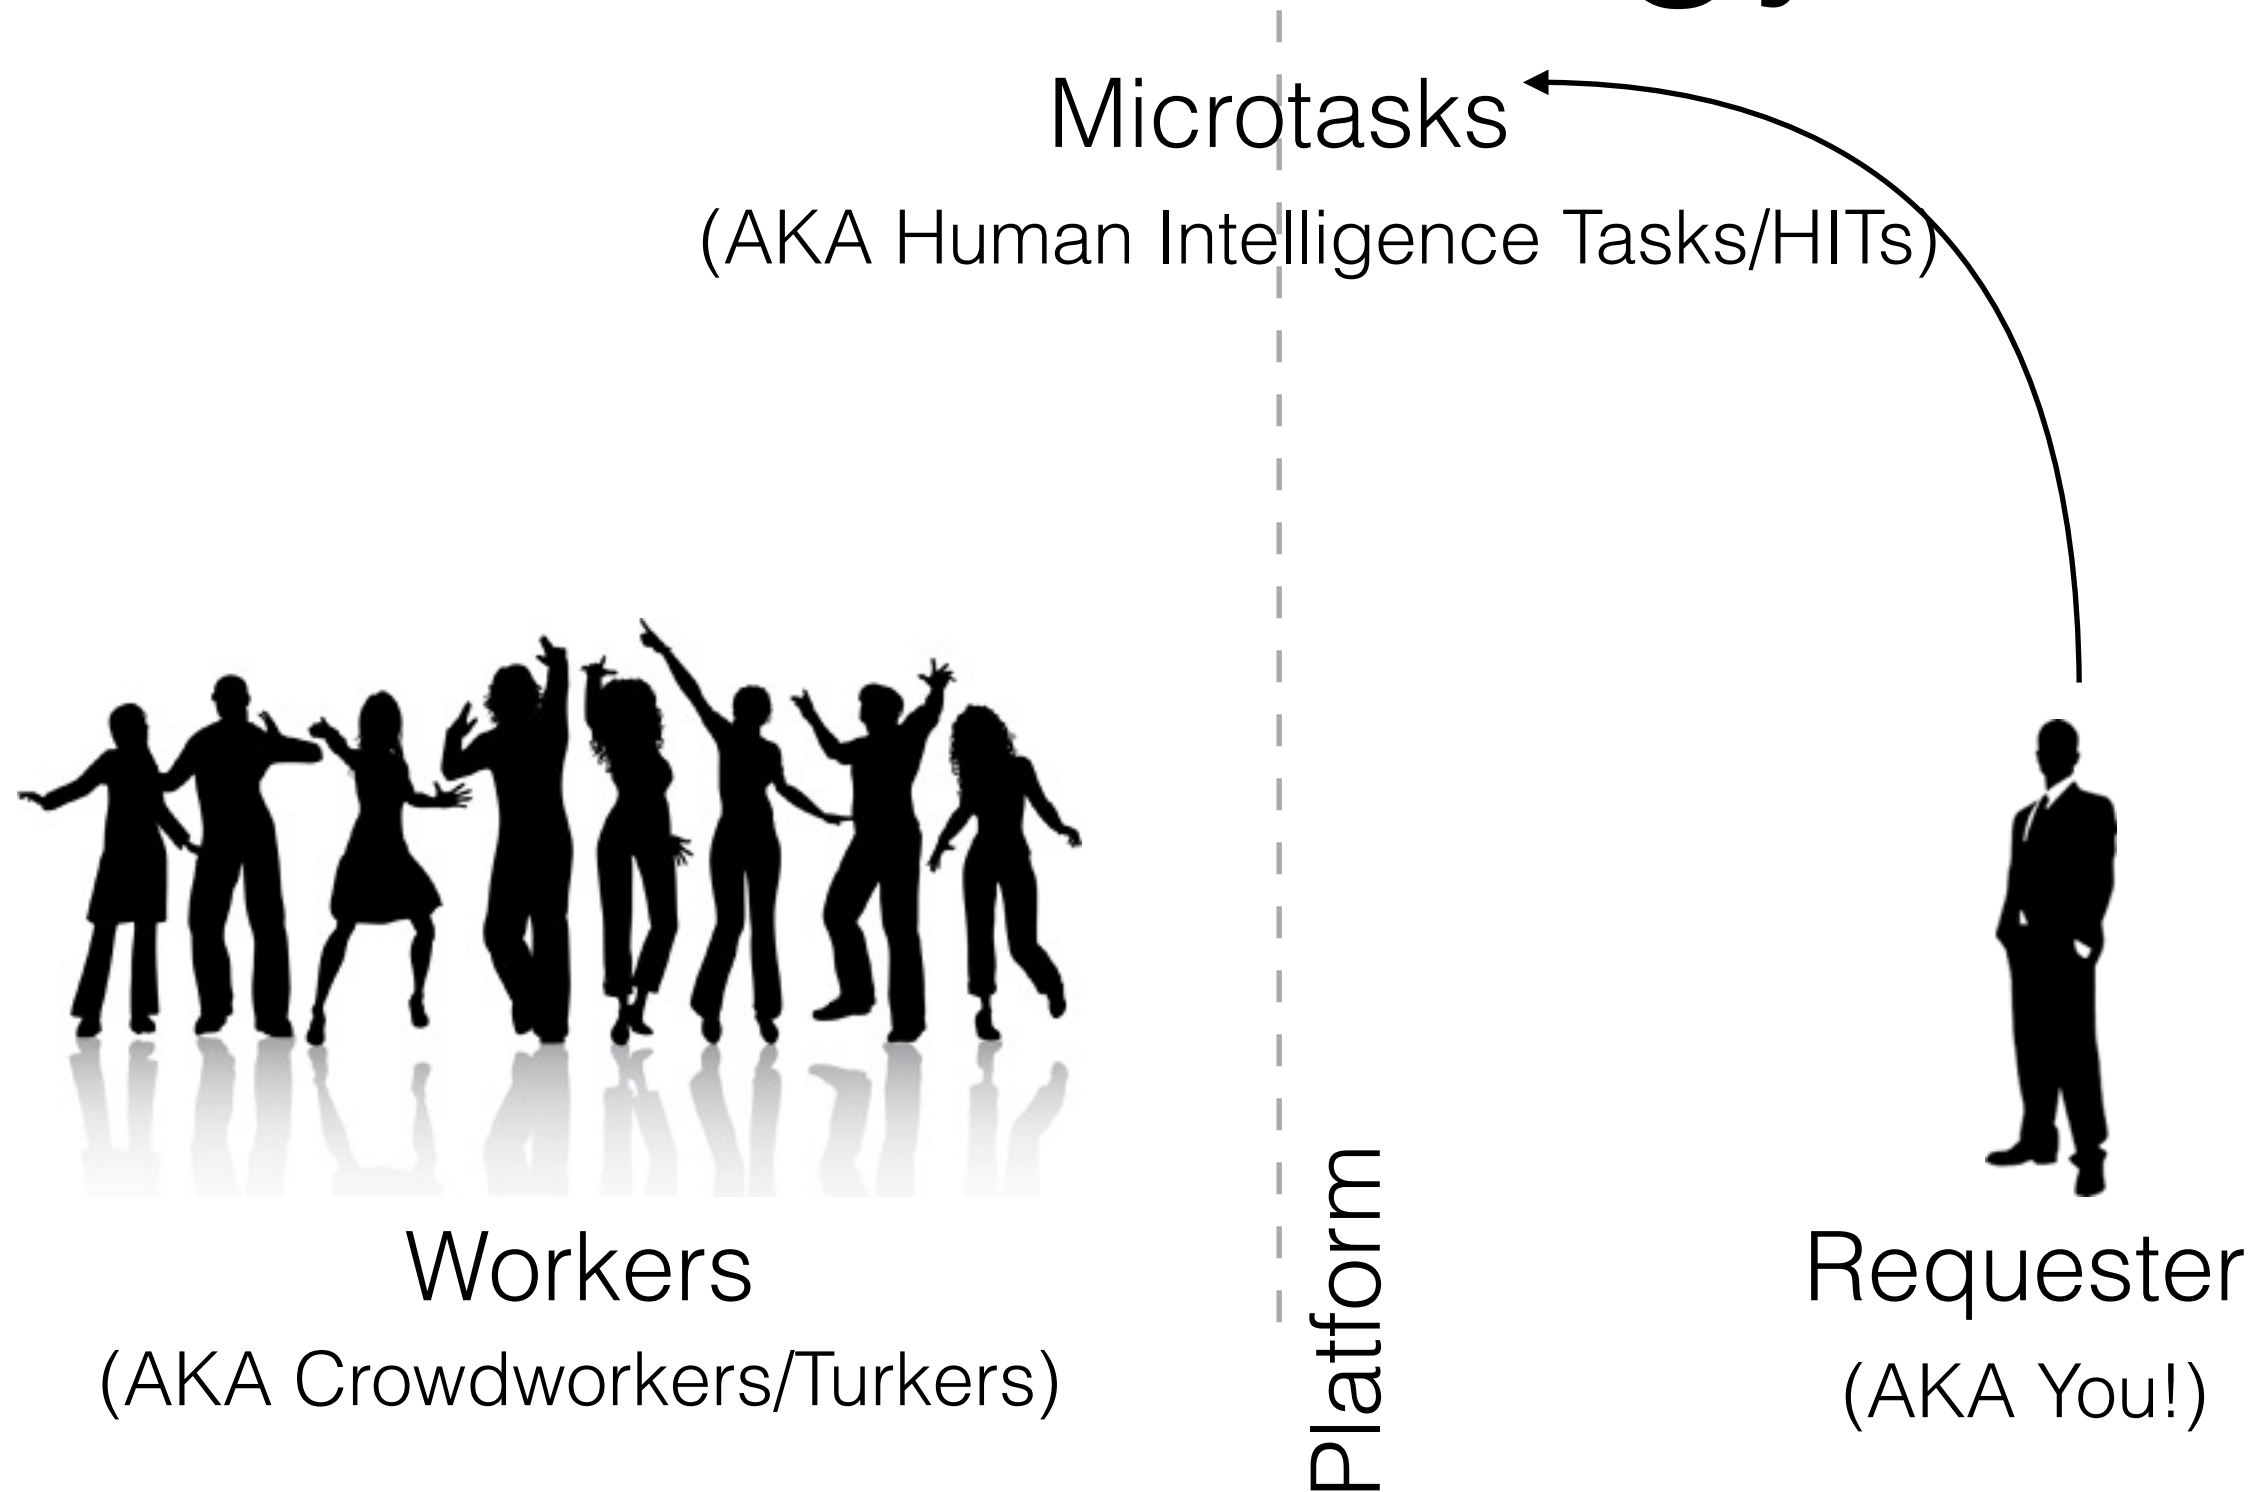 Microtasks
(AKA Human Intelligence Tasks/HITs)
Platform
Workers
(AKA Crowdworkers/Turkers)
Requester
(AKA You!)